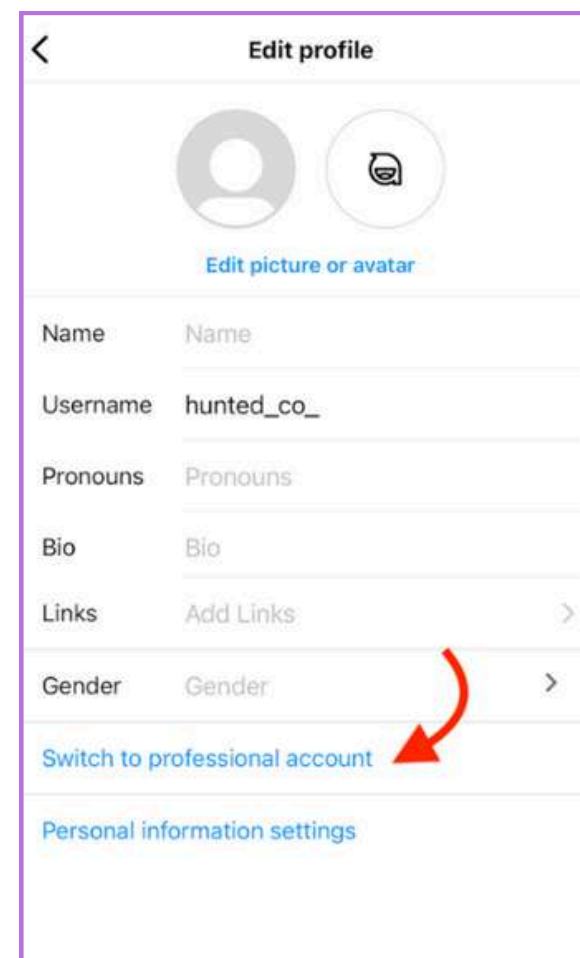 Edit profile
Edit picture or avatar
Name Name
Username hunted_co_
Pronouns Pronouns
Bio Bio
Links Add Links
Gender Gender
Switch to professional account
Personal information settings